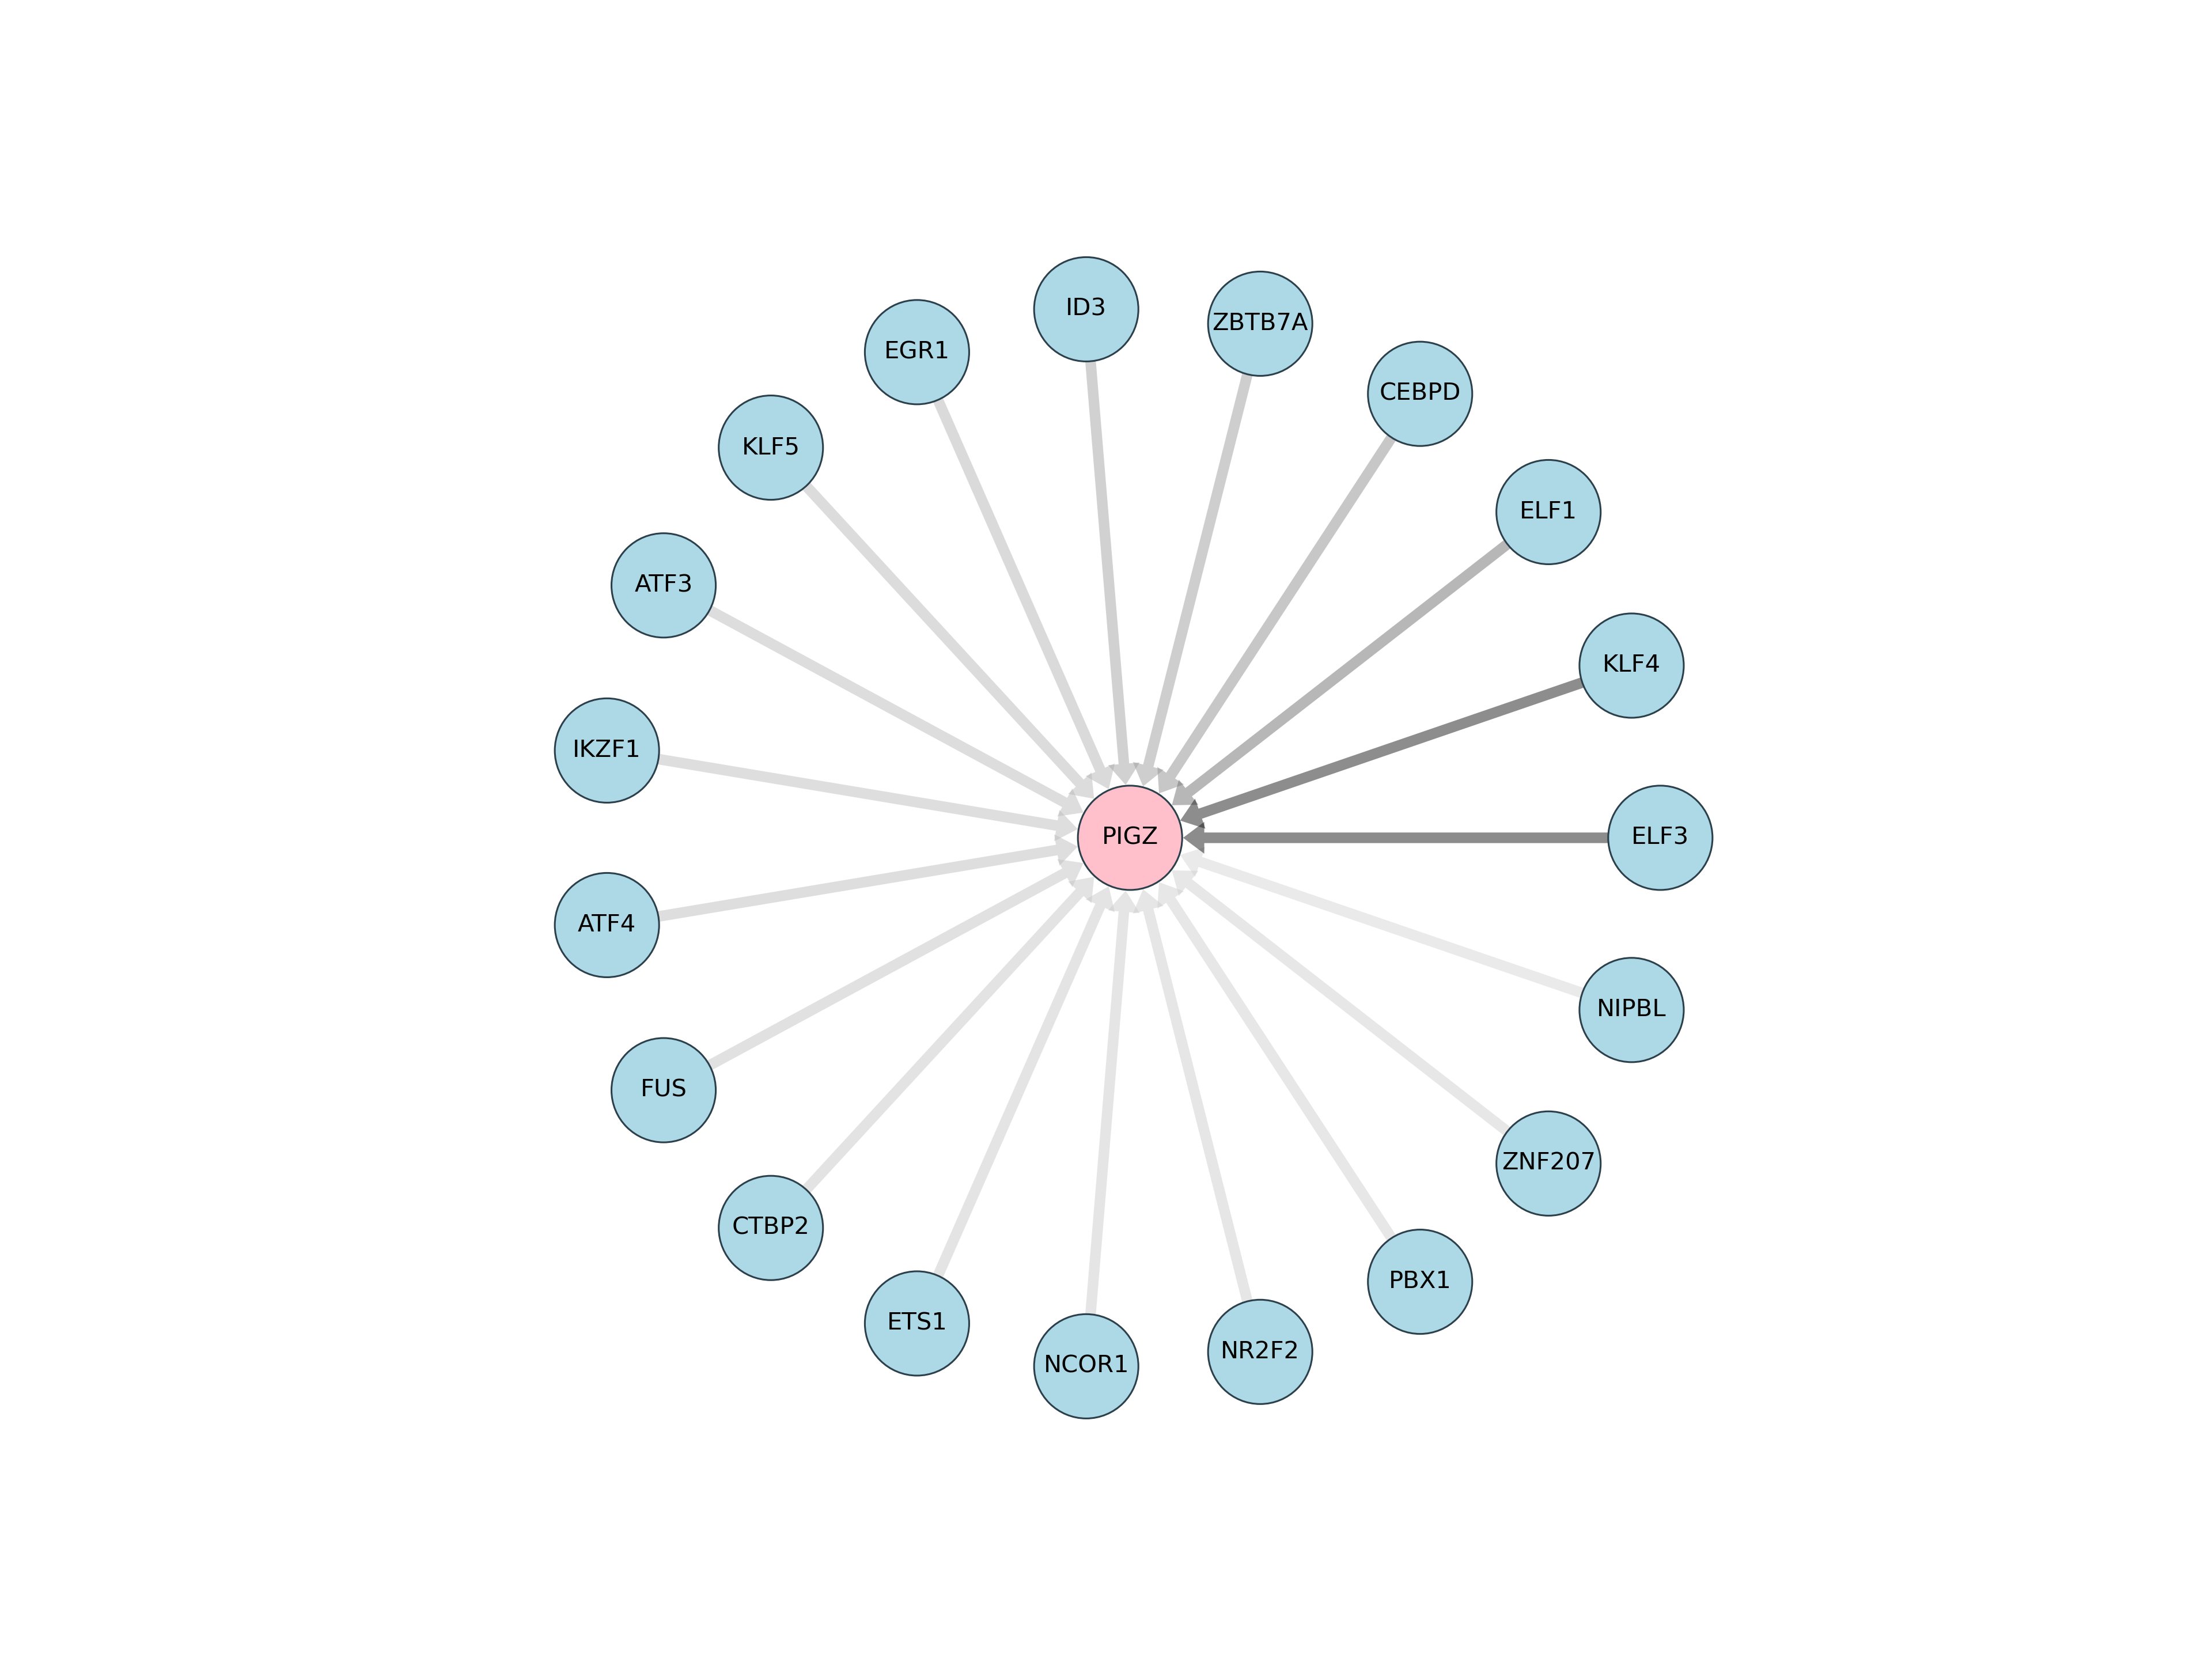 ID3
ZBTB7A
EGR1
CEBPD
KLF5
ELF1
ATF3
KLF4
IKZF1
PIGZ
ELF3
ATF4
NIPBL
FUS
ZNF207
CTBP2
PBX1
ETS1
NR2F2
NCOR1